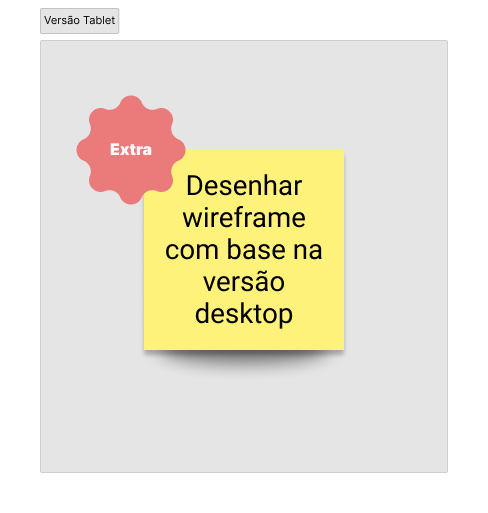 Versão Tablet
Extra
Desenhar
wireframe
com base na
versão
desktop